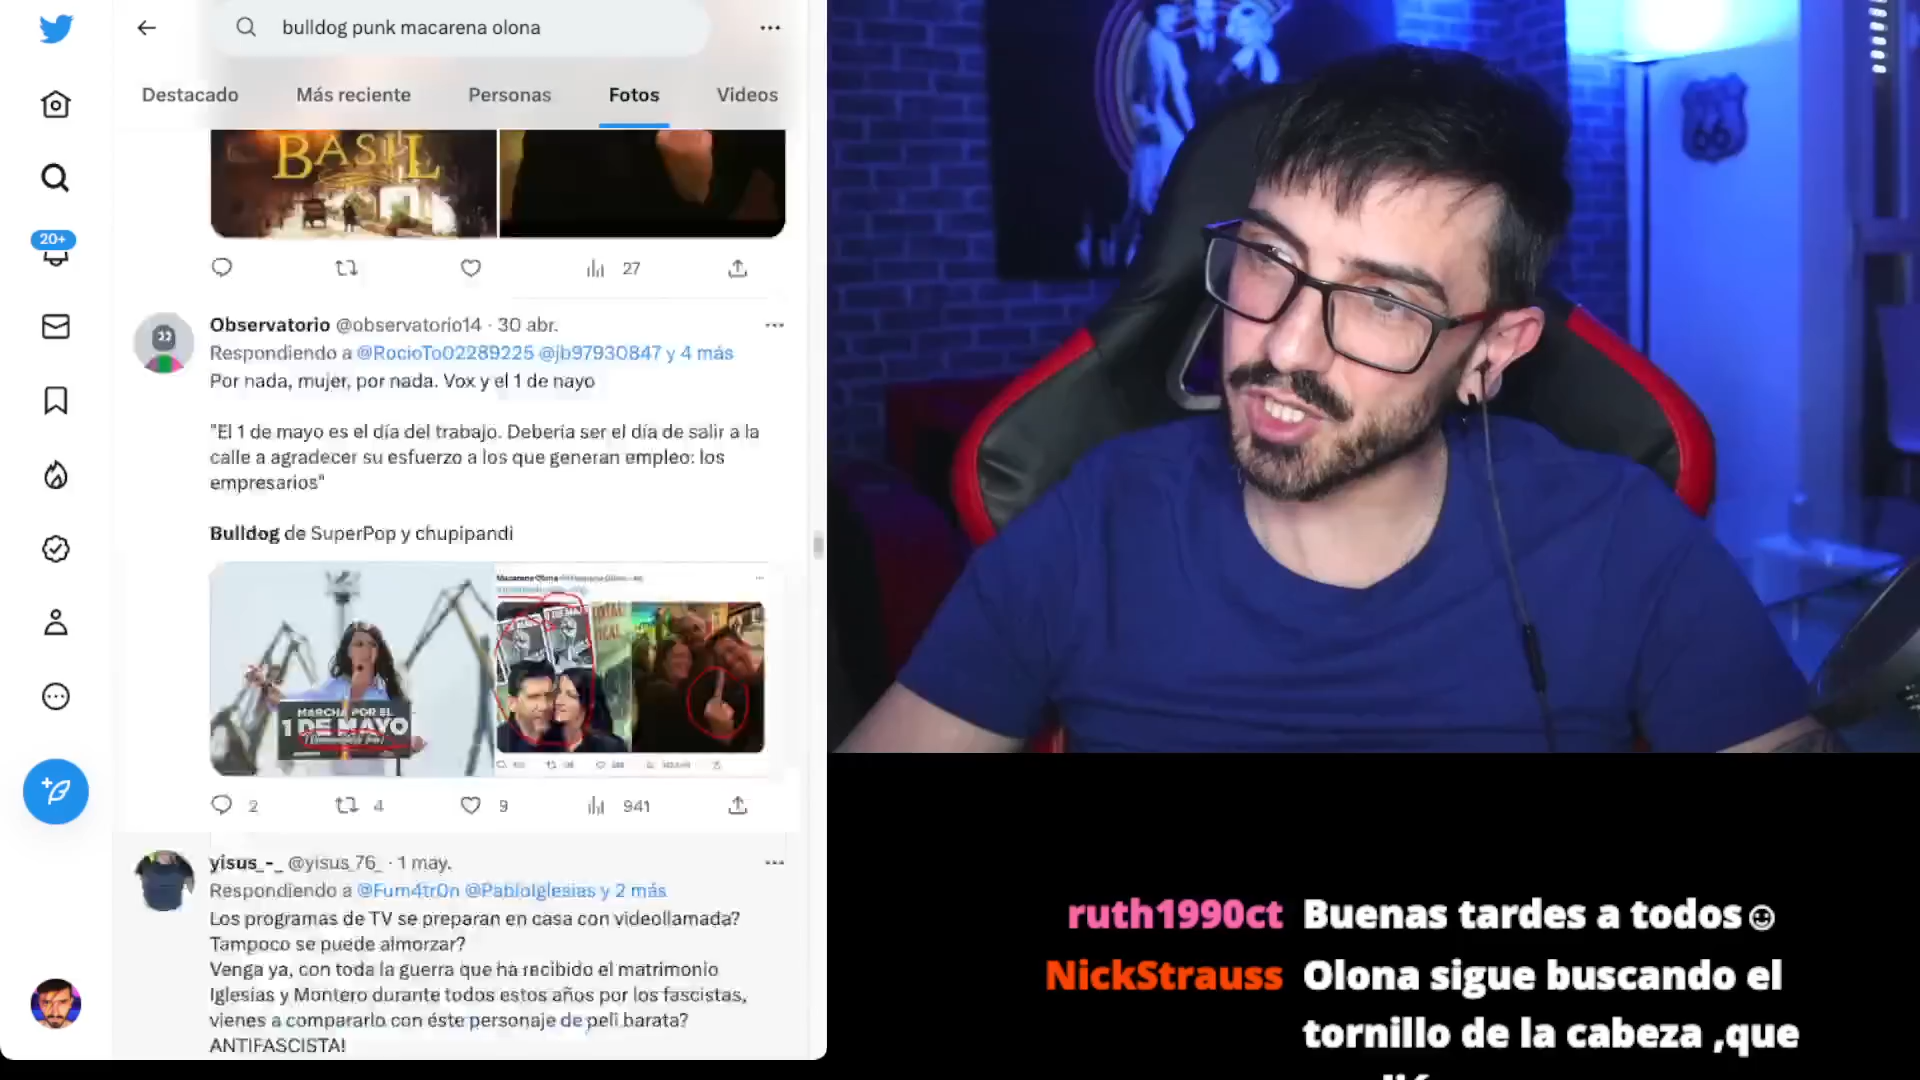 bulldog punk macarena olona
Destacado Más reciente Personas Fotos Videos
BASIL
27
20+
Observatorio @observatorio14 · 30 abr.
Respondiendo a @RocioTo02289225 @jb97930847 y 4 más
Por nada, mujer, por nada. Vox y el 1 de nayo
"El 1 de mayo es el día del trabajo. Debería ser el día de salir a la
calle a agradecer su esfuerzo a los que generan empleo: los
empresarios"
Bulldog de SuperPop y chupipandi
Macarena Olona
MARCHA POR EL
1 DE MAYO
2 4 9 941
yisus_-_ @yisus_76_ · 1 may.
Respondiendo a @Fum4tr0n @PabloIglesias y 2 más
Los programas de TV se preparan en casa con videollamada?
Tampoco se puede almorzar?
Venga ya, con toda la guerra que ha recibido el matrimonio
Iglesias y Montero durante todos estos años por los fascistas,
vienes a compararlo con éste personaje de peli barata?
ANTIFASCISTA!
66
ruth1990ct Buenas tardes a todos
NickStrauss Olona sigue buscando el
tornillo de la cabeza ,que